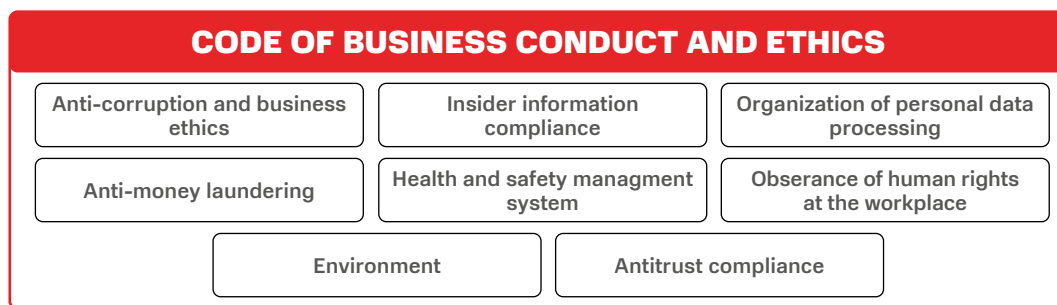 CODE OF BUSINESS CONDUCT AND ETHICS
Anti-corruption and business
ethics
Insider information
compliance
Organization of personal data
processing
Anti-money laundering
Health and safety managment
system
Obserance of human rights
at the workplace
Environment
Antitrust compliance